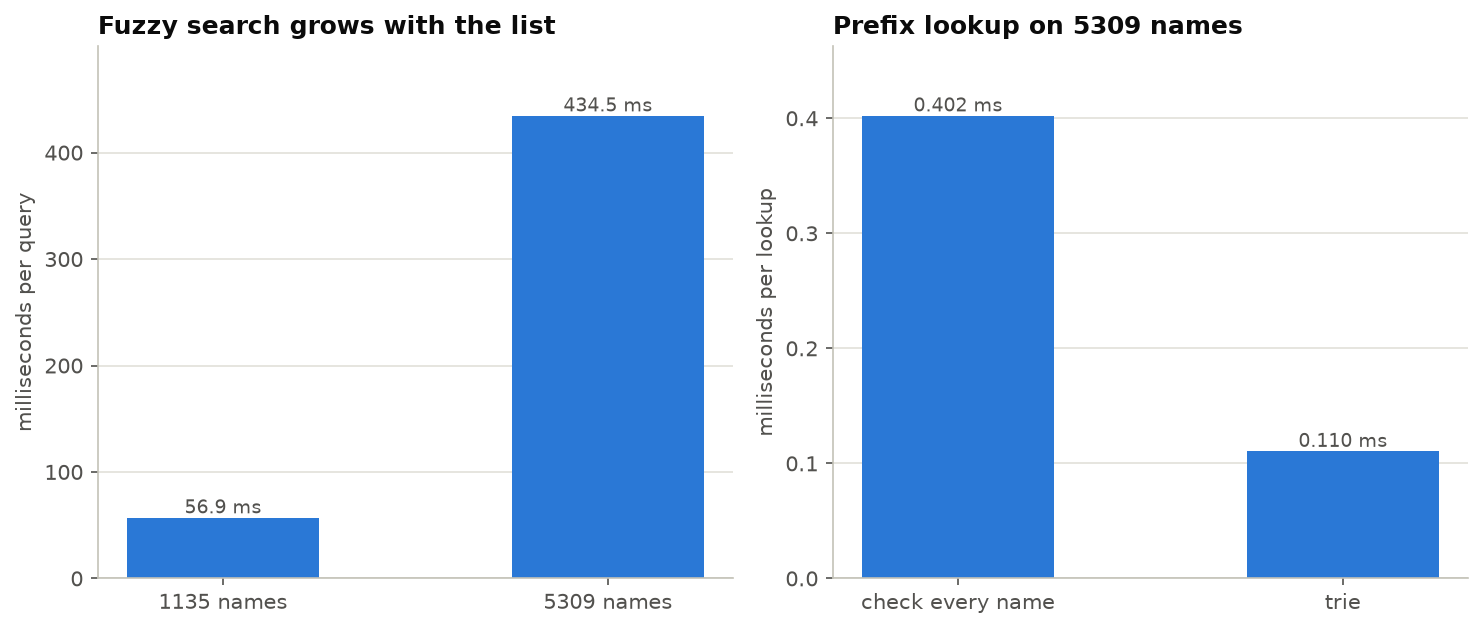 Fuzzy search grows with the list
milliseconds per query
400
300
200
100
0
434.5 ms
56.9 ms
1135 names
5309 names
Prefix lookup on 5309 names
milliseconds per lookup
0.4
0.3
0.2
0.1
0.0
0.402 ms
0.110 ms
check every name
trie